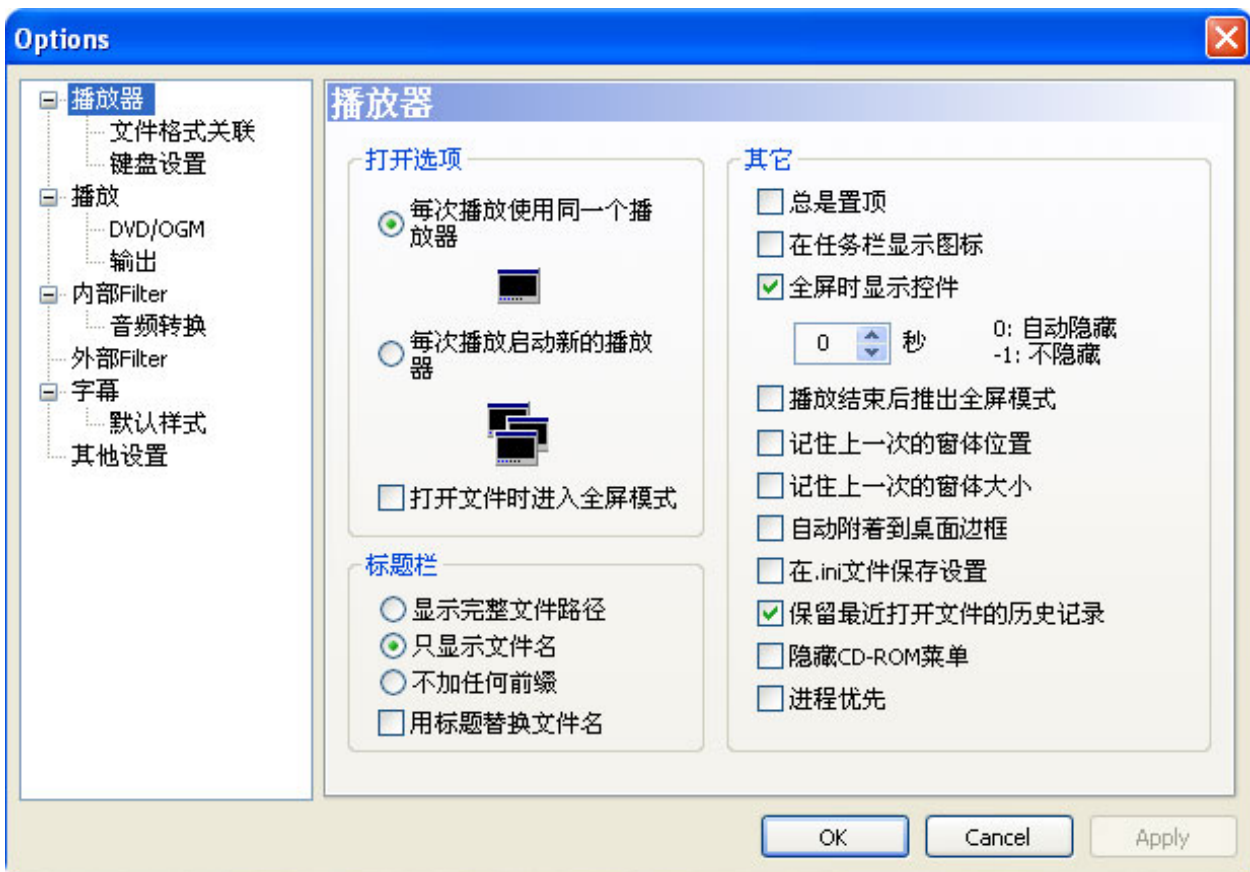 Options
播放器
文件格式关联
键盘设置
播放
DVD/OGM
输出
内部Filter
音频转换
外部Filter
字幕
默认样式
其他设置
播放器
打开选项
每次播放使用同一个播
放器
每次播放启动新的播放
器
打开文件时进入全屏模式
标题栏
显示完整文件路径
只显示文件名
不加任何前缀
用标题替换文件名
其它
总是置顶
在任务栏显示图标
全屏时显示控件
0 秒 0: 自动隐藏
-1: 不隐藏
播放结束后推出全屏模式
记住上一次的窗体位置
记住上一次的窗体大小
自动附着到桌面边框
在.ini文件保存设置
保留最近打开文件的历史记录
隐藏CD-ROM菜单
进程优先
OK Cancel Apply